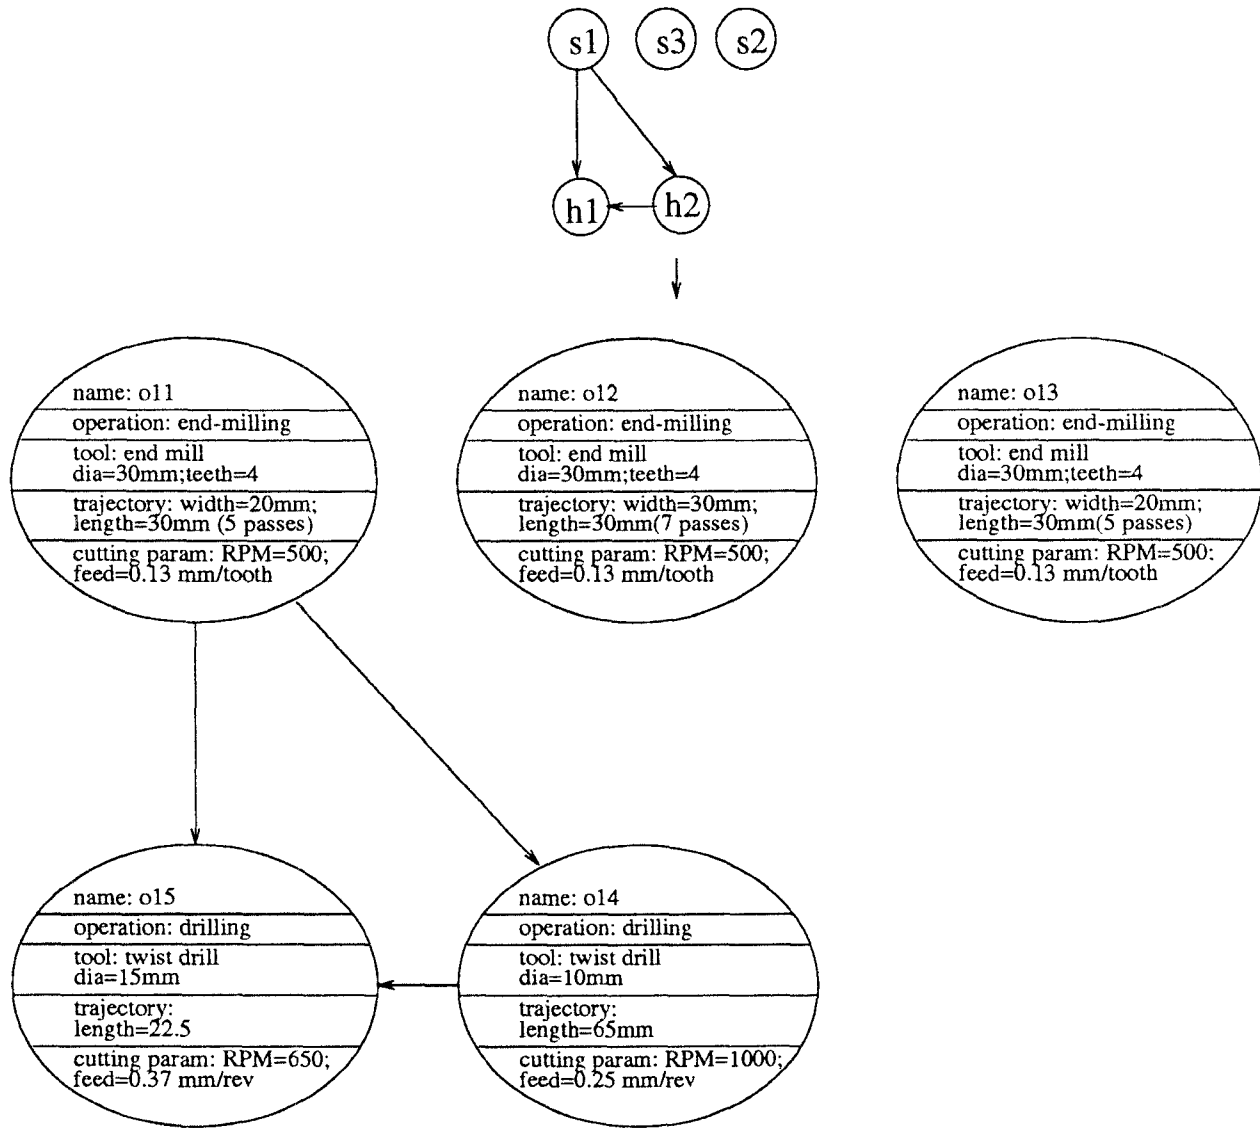 s1
s3
s2
h1
h2
name: o11
operation: end-milling
tool: end mill
dia=30mm;teeth=4
trajectory: width=20mm;
length=30mm (5 passes)
cutting param: RPM=500;
feed=0.13 mm/tooth
name: o12
operation: end-milling
tool: end mill
dia=30mm;teeth=4
trajectory: width=30mm;
length=30mm(7 passes)
cutting param: RPM=500;
feed=0.13 mm/tooth
name: o13
operation: end-milling
tool: end mill
dia=30mm;teeth=4
trajectory: width=20mm;
length=30mm(5 passes)
cutting param: RPM=500;
feed=0.13 mm/tooth
name: o15
operation: drilling
tool: twist drill
dia=15mm
trajectory:
length=22.5
cutting param: RPM=650;
feed=0.37 mm/rev
name: o14
operation: drilling
tool: twist drill
dia=10mm
trajectory:
length=65mm
cutting param: RPM=1000;
feed=0.25 mm/rev